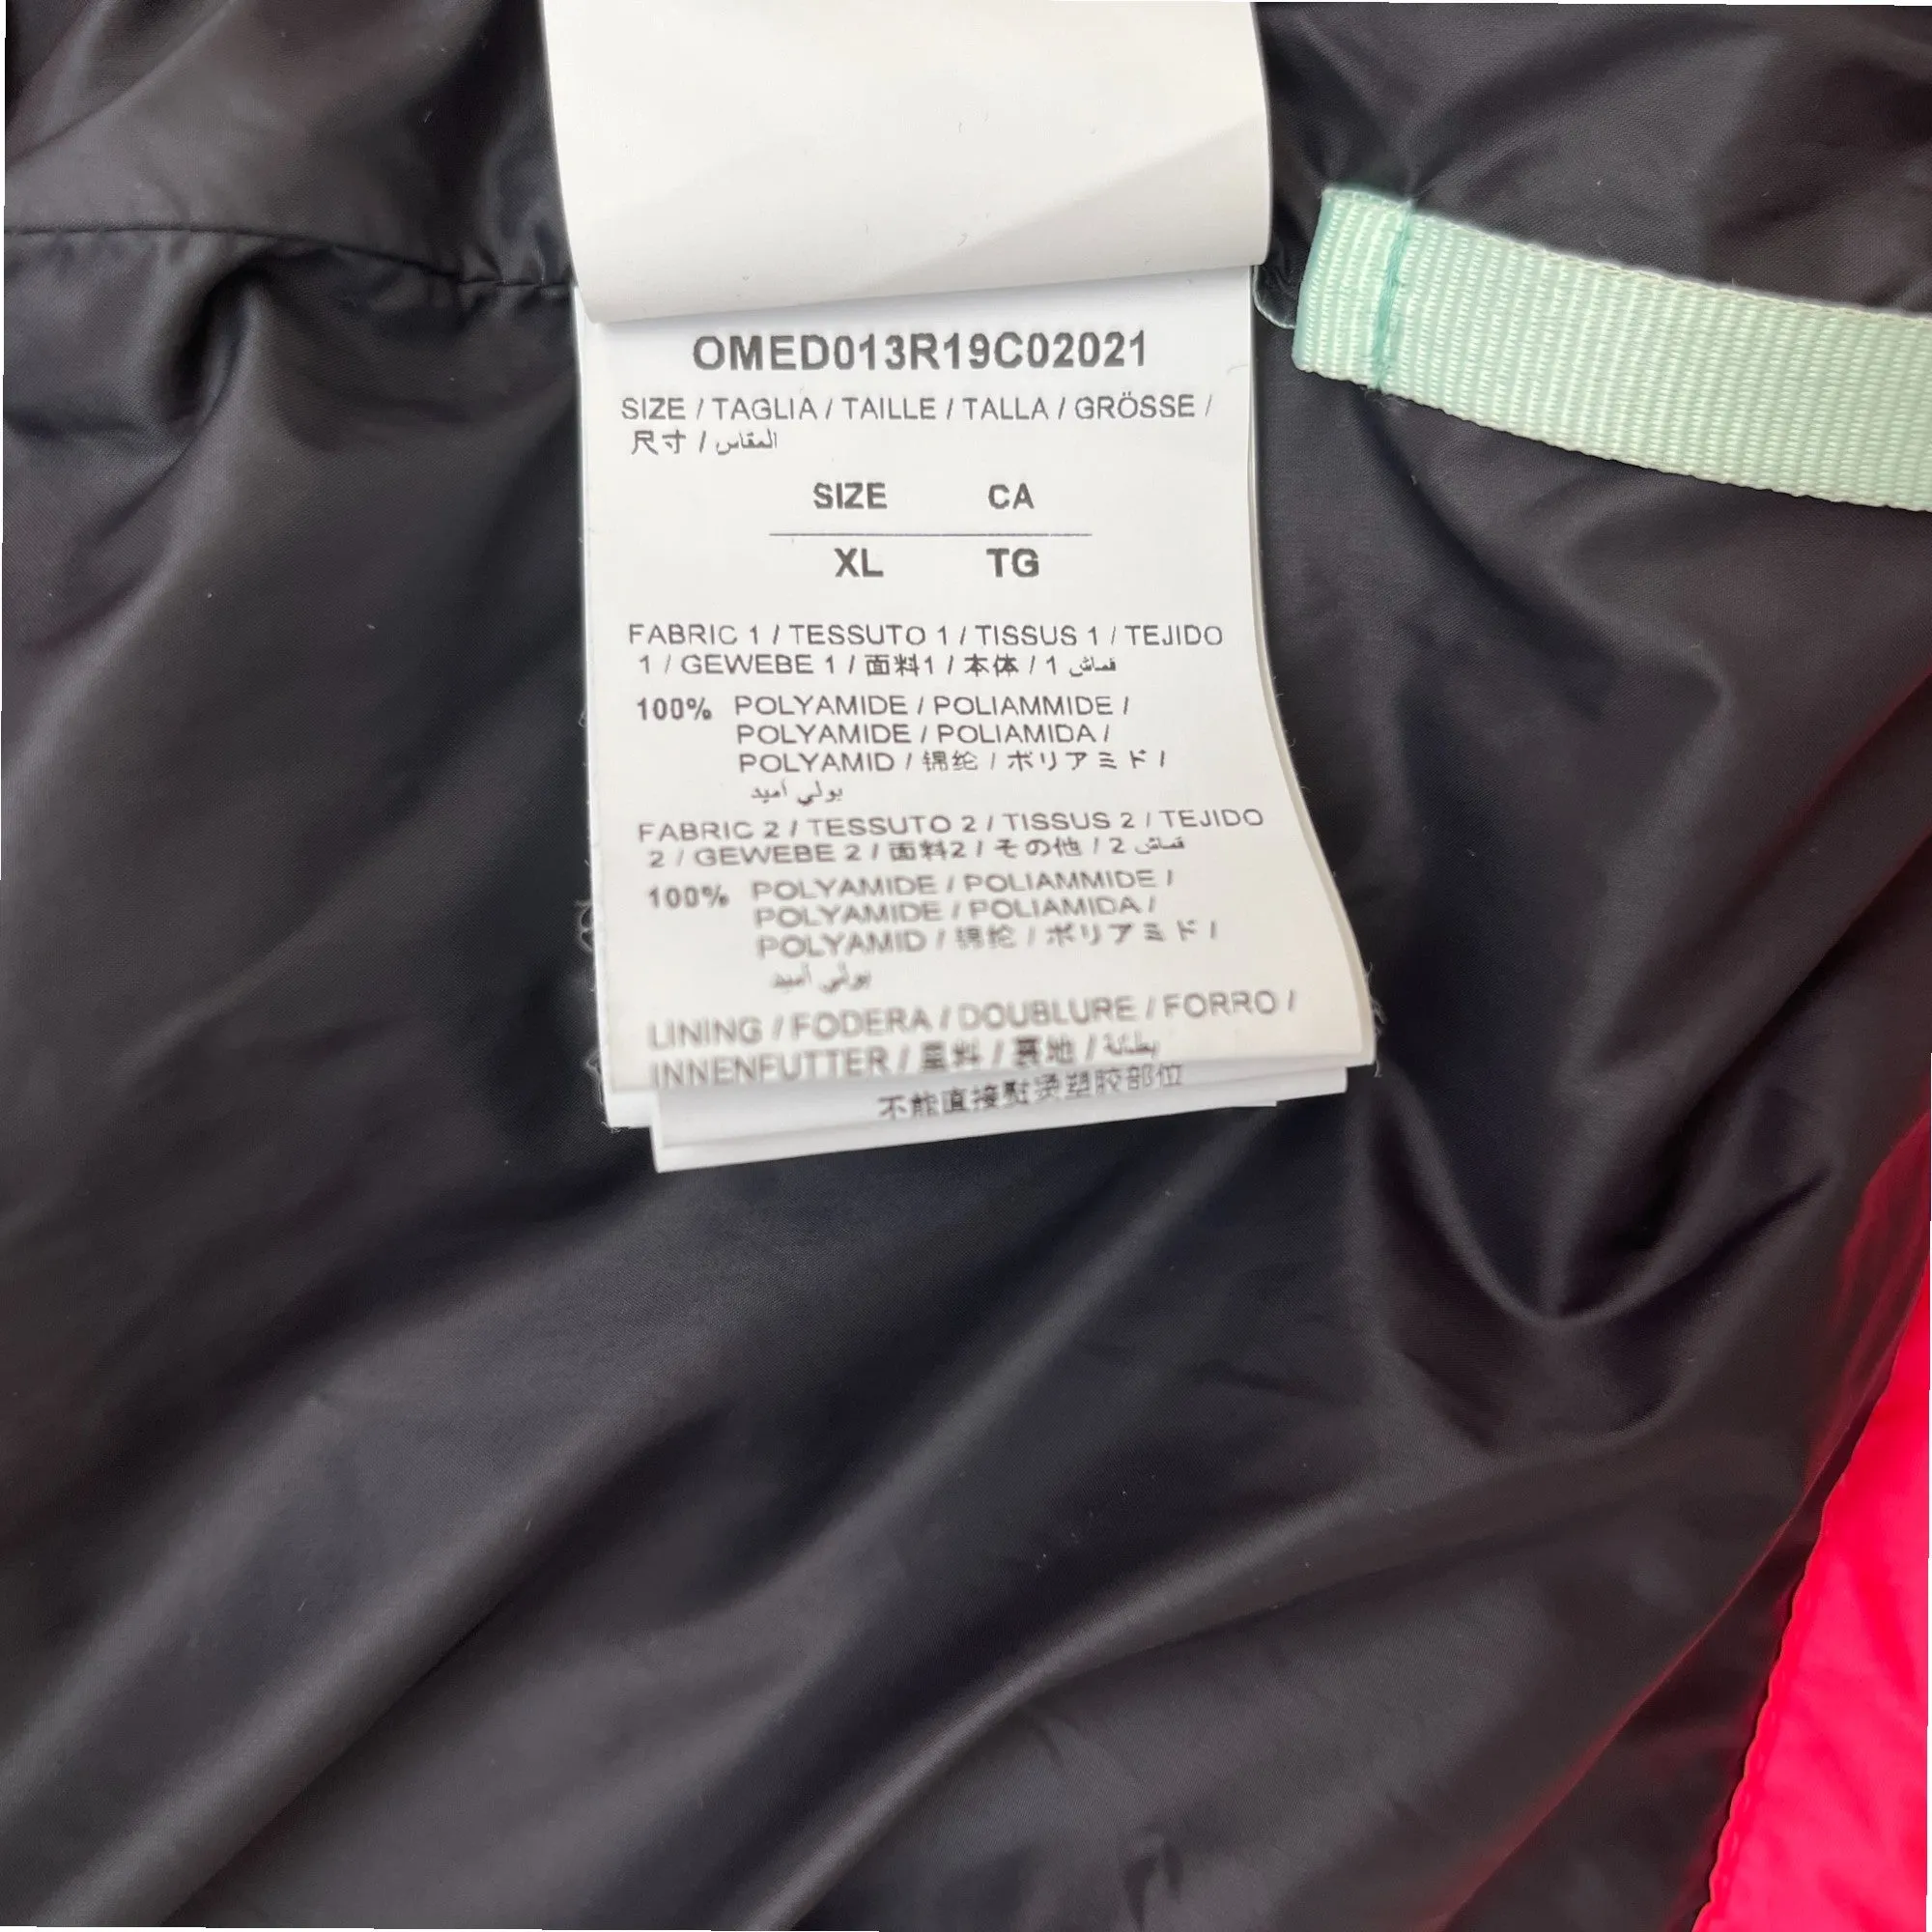 OMED013R19C02021
SIZE / TAGLIA / TAILLE / TALLA / GRÖSSE /
尺寸 / المقاس
SIZE CA
XL TG
FABRIC 1 / TESSUTO 1 / TISSUS 1 / TEJIDO
1 / GEWEBE 1 / 面料1 / 本体 / 1 قماش
100% POLYAMIDE / POLIAMMIDE /
POLYAMIDE / POLIAMIDA /
POLYAMID / 锦纶 / ポリアミド /
بولي اميد
FABRIC 2 / TESSUTO 2 / TISSUS 2 / TEJIDO
2 / GEWEBE 2 / 面料2 / その他 / 2 قماش
100% POLYAMIDE / POLIAMMIDE /
POLYAMIDE / POLIAMIDA /
POLYAMID / 锦纶 / ポリアミド /
بولي اميد
LINING / FODERA / DOUBLURE / FORRO /
INNENFUTTER / 里料 / 裏地 / بطانة
不能直接熨烫塑胶部位